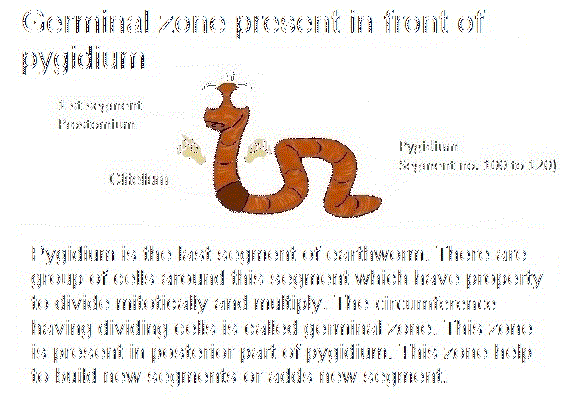 Germinal zone present in front of
pygidium
1 st segment
Prostomium
Pygidium
Segment no. 100 to 120)
Clitellum
Pygidium is the last segment of earthworm. There are
group of cells around this segment which have property
to divide mitotically and multiply. The circumference
having dividing cells is called germinal zone. This zone
is present in posterior part of pygidium. This zone help
to build new segments or adds new segment.